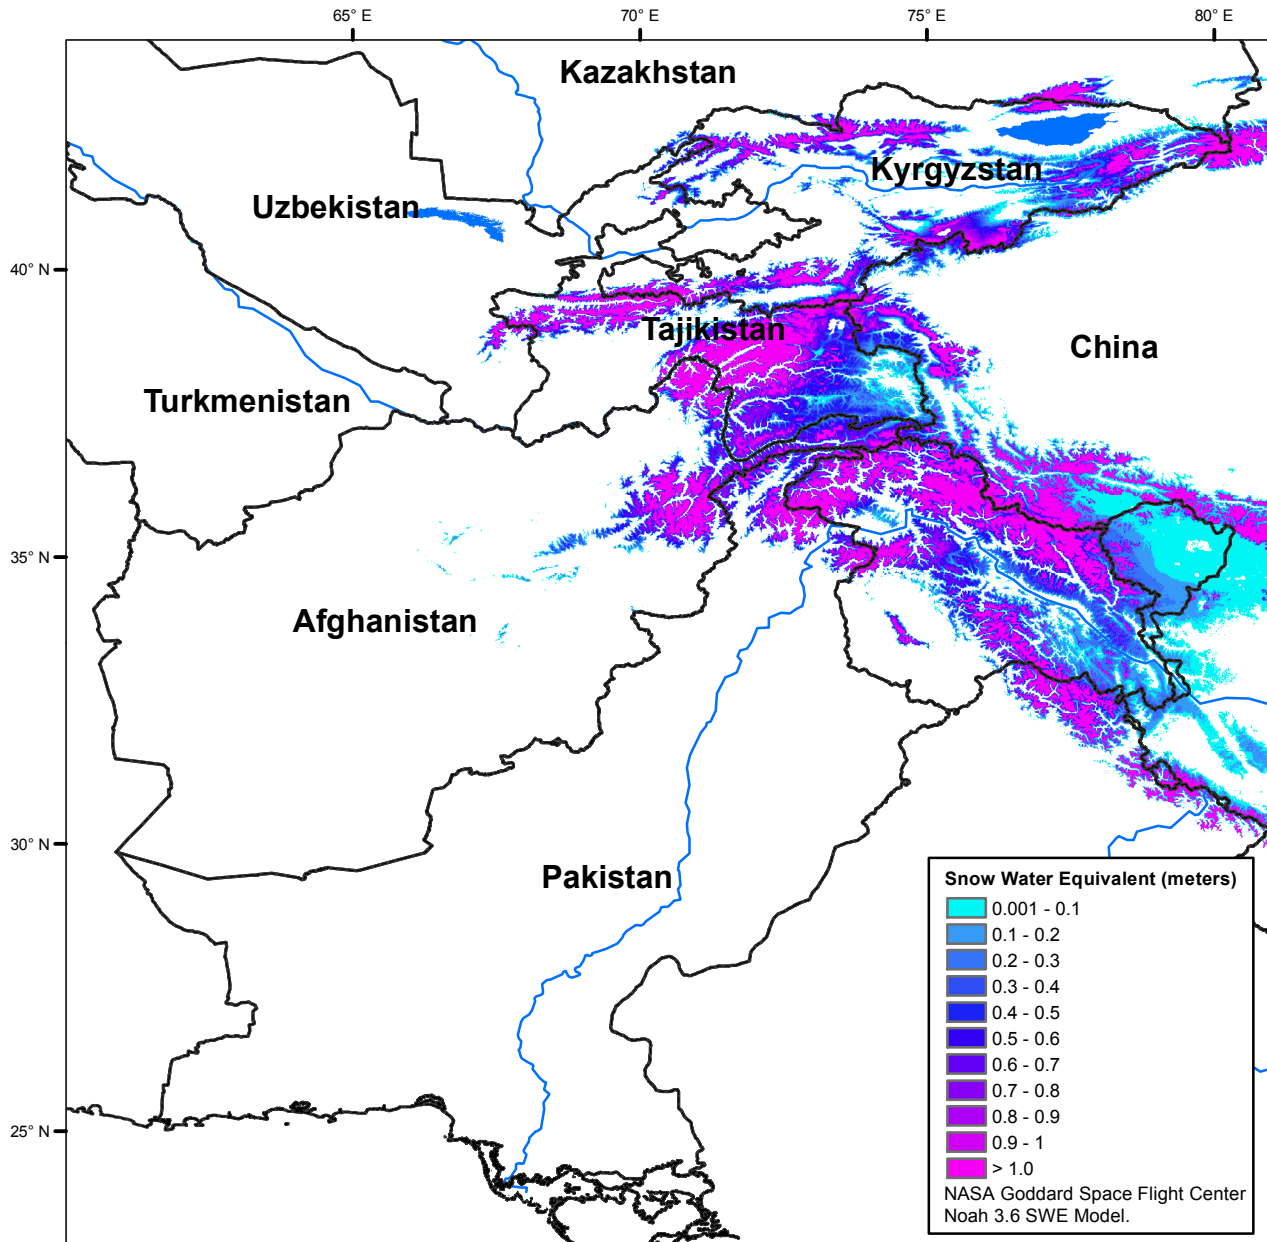 65° E
70° E
75° E
80° E
Kazakhstan
Kyrgyzstan
Uzbekistan
40° N
Tajikistan
China
Turkmenistan
35° N
Afghanistan
30° N
Pakistan
25° N
Snow Water Equivalent (meters)
0.001 - 0.1
0.1 - 0.2
0.2 - 0.3
0.3 - 0.4
0.4 - 0.5
0.5 - 0.6
0.6 - 0.7
0.7 - 0.8
0.8 - 0.9
0.9 - 1
> 1.0
NASA Goddard Space Flight Center
Noah 3.6 SWE Model.